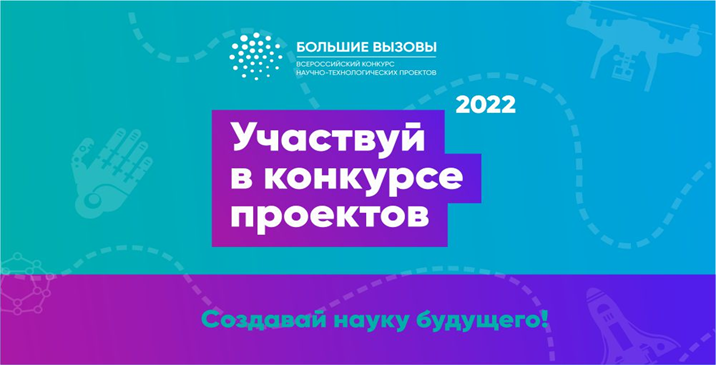 БОЛЬШИЕ ВЫЗОВЫ
ВСЕРОССИЙСКИЙ КОНКУРС
НАУЧНО-ТЕХНОЛОГИЧЕСКИХ ПРОЕКТОВ
2022
Участвуй
в конкурсе
проектов
Создавай науку будущего!